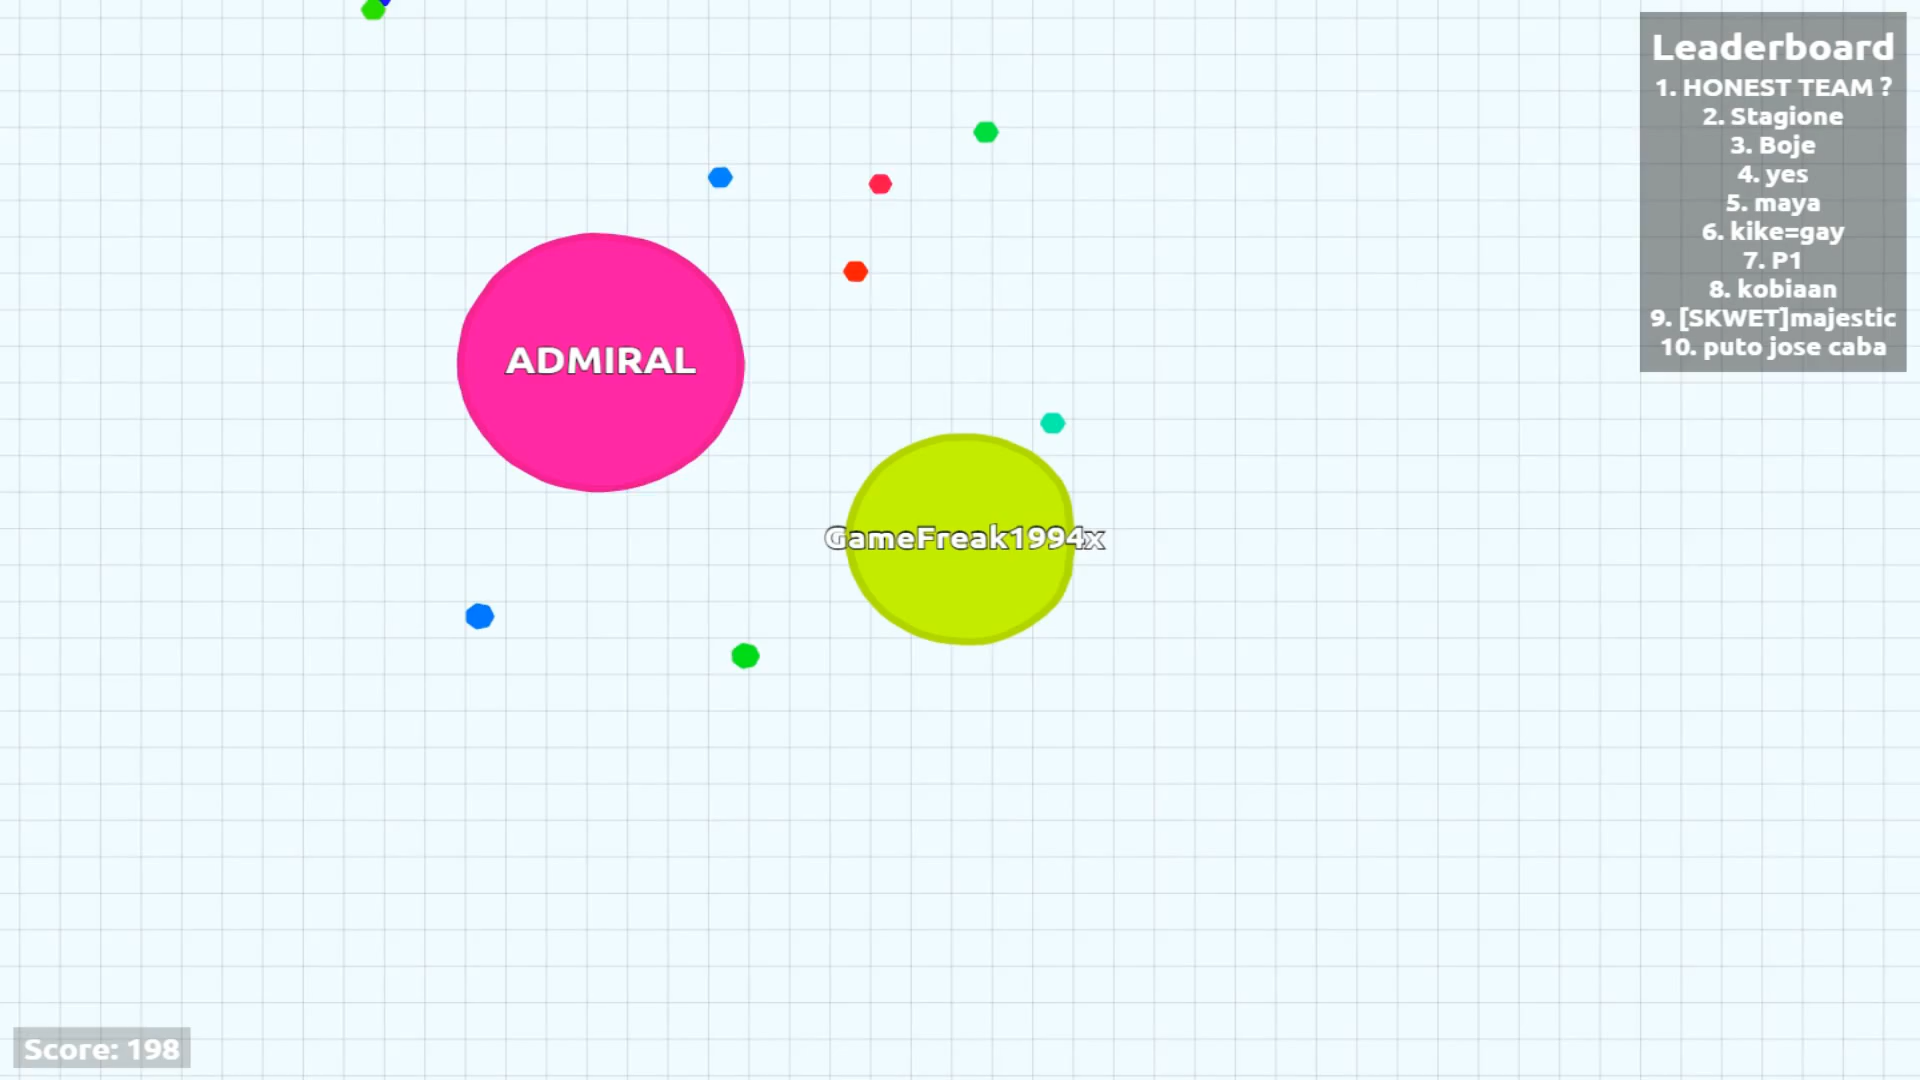 Leaderboard
1. HONEST TEAM ?
2. Stagione
3. Boje
4. yes
5. maya
6. kike=gay
7. P1
8. kobiaan
9. [SKWET]majestic
10. puto jose caba
ADMIRAL
GameFreak1994x
Score: 198